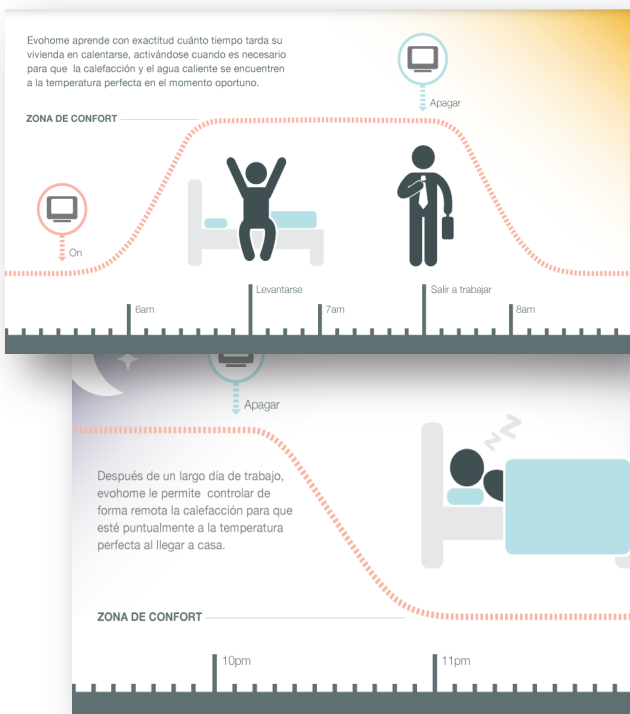 Evohome aprende con exactitud cuánto tiempo tarda su
vivienda en calentarse, activándose cuando es necesario
para que la calefacción y el agua caliente se encuentren
a la temperatura perfecta en el momento oportuno.
ZONA DE CONFORT
Apagar
On
Levantarse
Salir a trabajar
6am
7am
8am
Apagar
zzZ
Después de un largo día de trabajo,
evohome le permite controlar de
forma remota la calefacción para que
esté puntualmente a la temperatura
perfecta al llegar a casa.
ZONA DE CONFORT
10pm
11pm